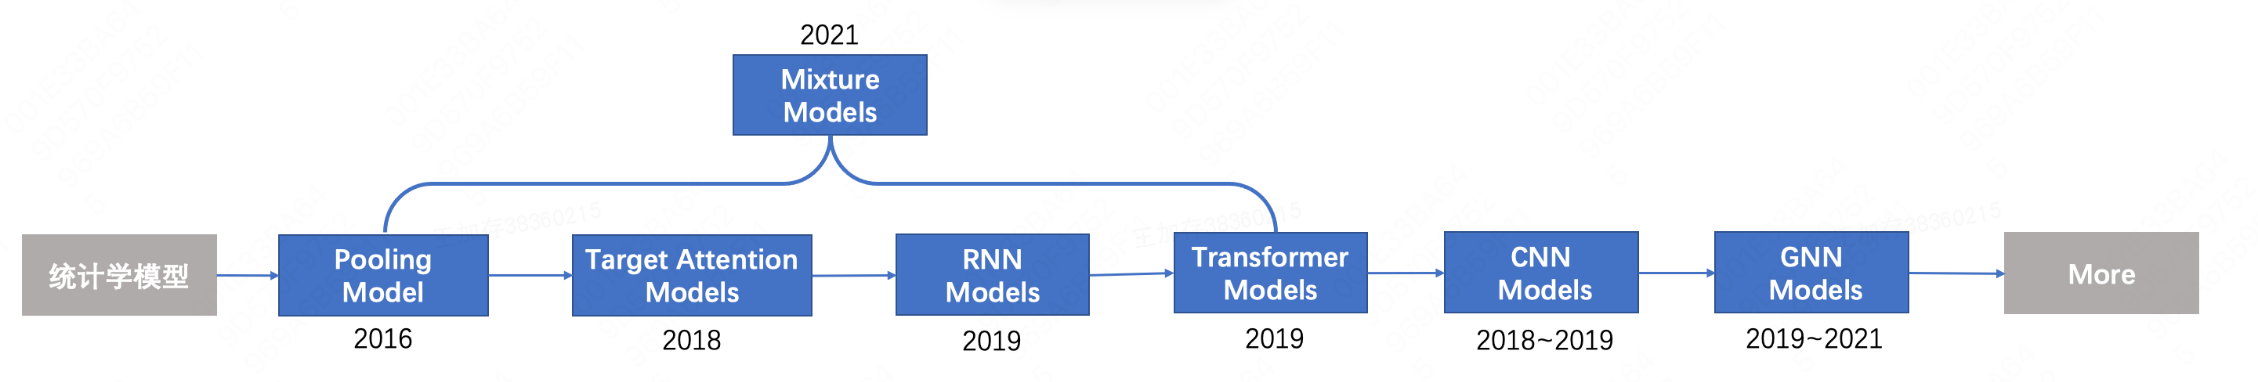 2021
Mixture
Models
统计学模型
Pooling
Model
2016
Target Attention
Models
2018
RNN
Models
2019
Transformer
Models
2019
CNN
Models
2018~2019
GNN
Models
2019~2021
More